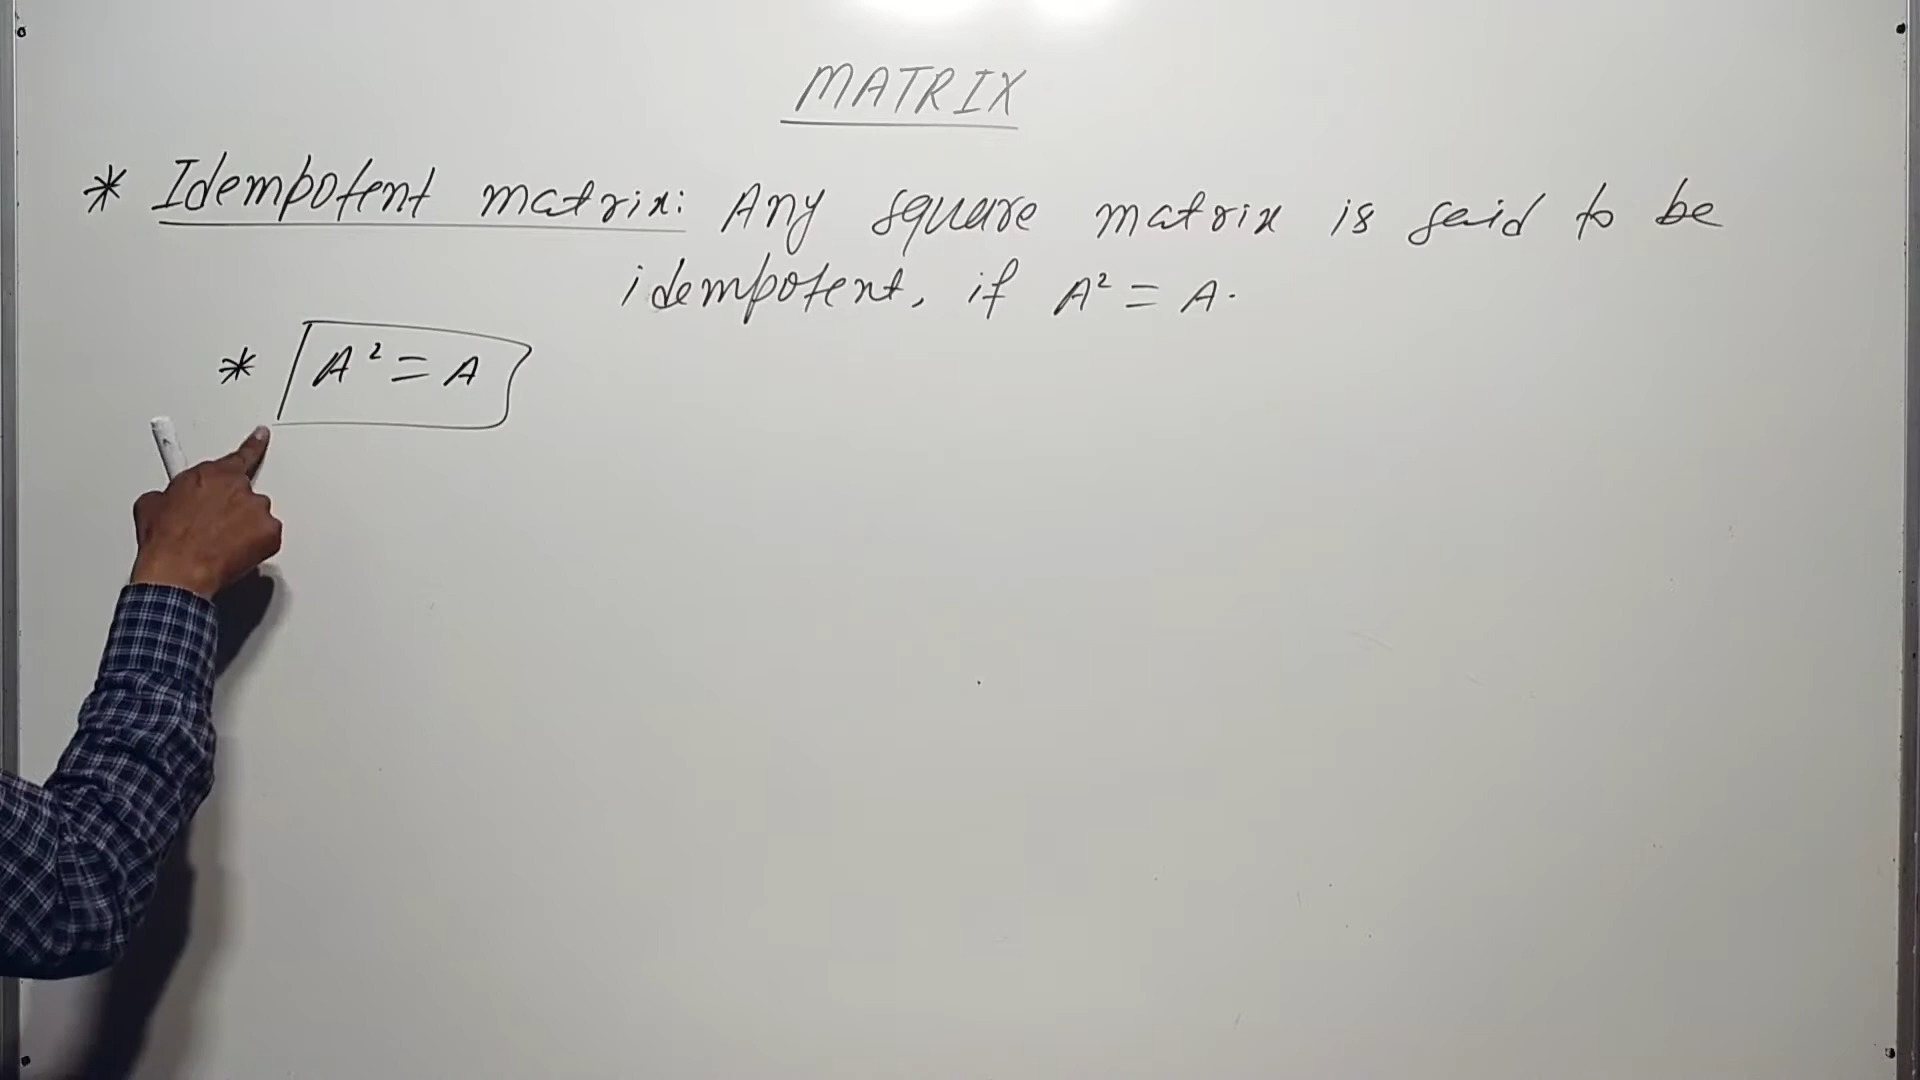 MATRIX
* Idempotent matrix: Any square matrix is said to be
idempotent, if A² = A.
* A² = A